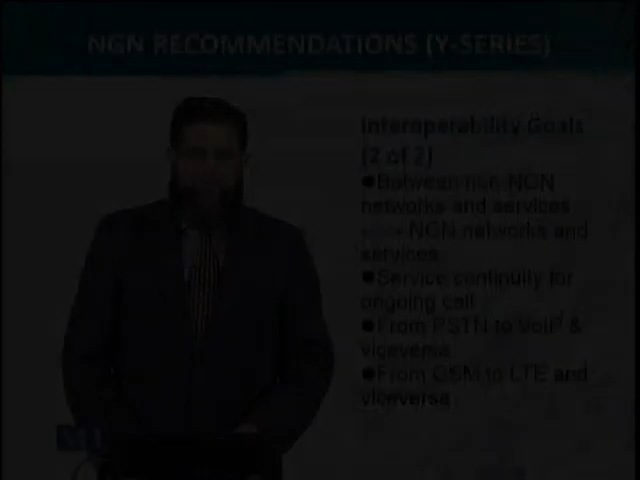 NGN RECOMMENDATIONS (Y-SERIES)
Interoperability Goals
(2 of 2)
●Between non-NGN
networks and services
<---> NGN networks and
services
●Service continuity for
ongoing call
●From PSTN to VoIP &
viceversa
●From GSM to LTE and
viceversa